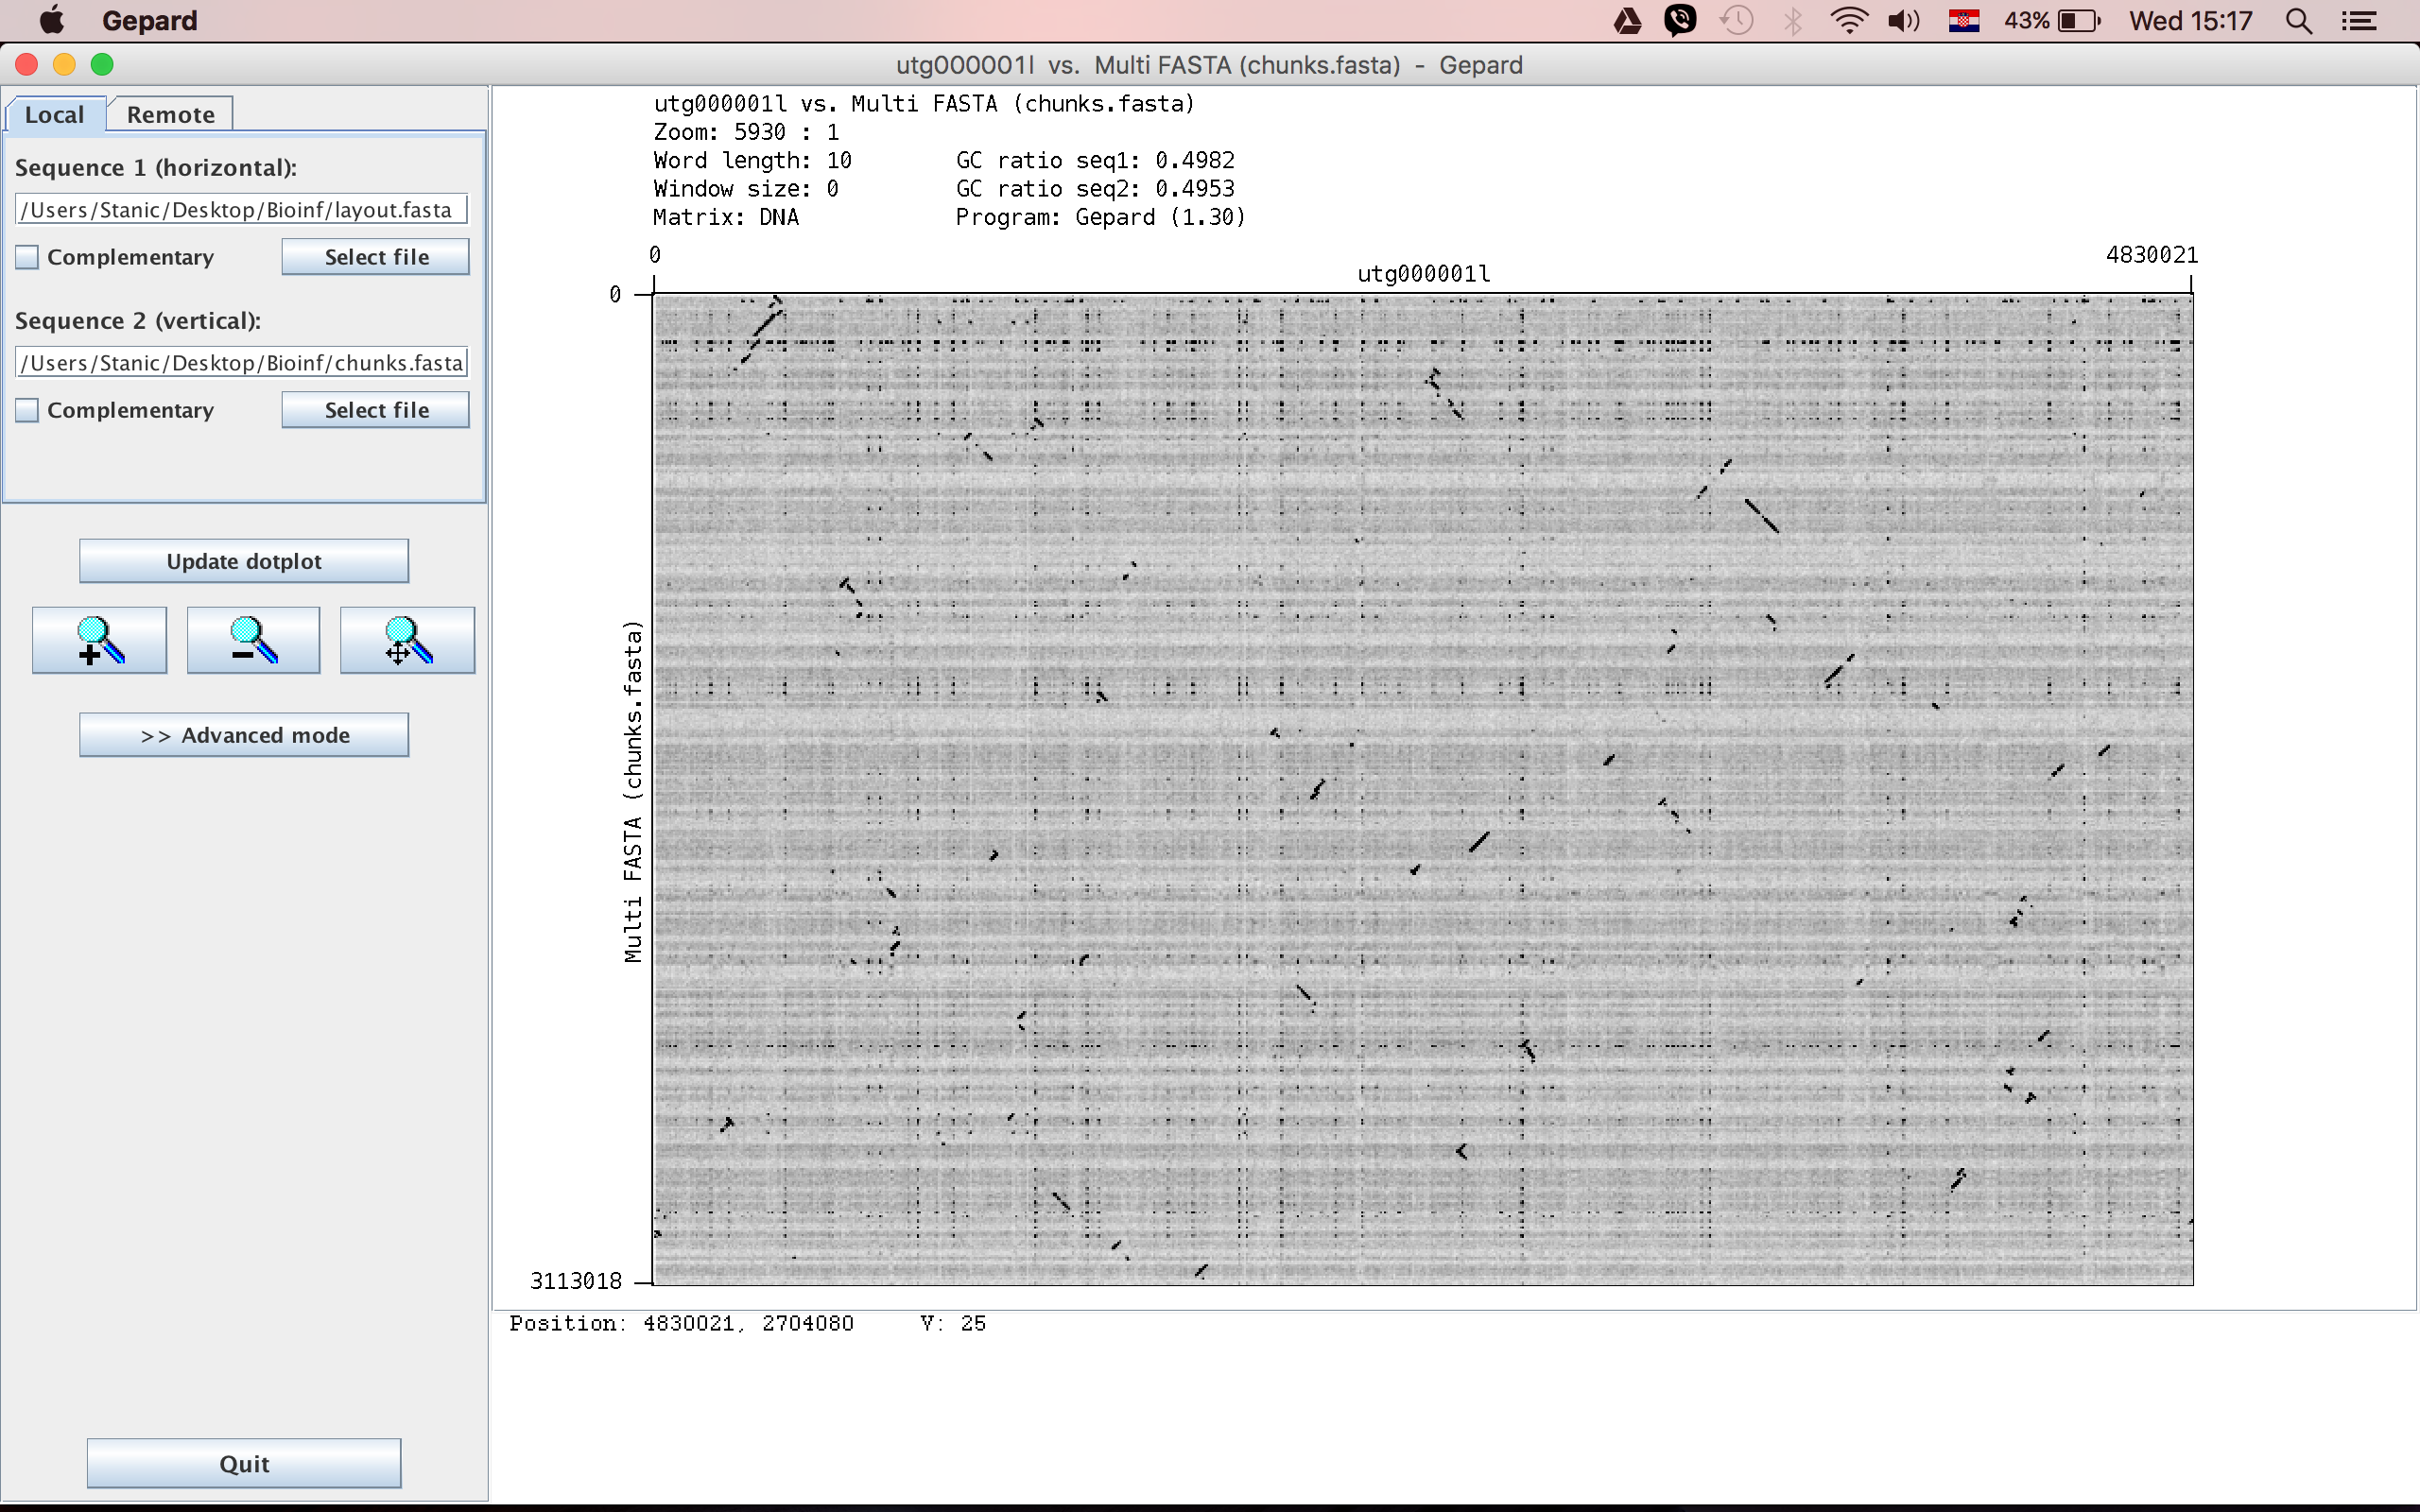 Gepard
43%
Wed 15:17
utg000001l vs. Multi FASTA (chunks.fasta) - Gepard
Local
Remote
Sequence 1 (horizontal):
/Users/Stanic/Desktop/Bioinf/layout.fasta
Complementary
Select file
Sequence 2 (vertical):
/Users/Stanic/Desktop/Bioinf/chunks.fasta
Complementary
Select file
Update dotplot
>> Advanced mode
Quit
utg000001l vs. Multi FASTA (chunks.fasta)
Zoom: 5930 : 1
Word length: 10 GC ratio seq1: 0.4982
Window size: 0 GC ratio seq2: 0.4953
Matrix: DNA Program: Gepard (1.30)
0
4830021
utg000001l
0
Multi FASTA (chunks.fasta)
3113018
Position: 4830021, 2704080 V: 25